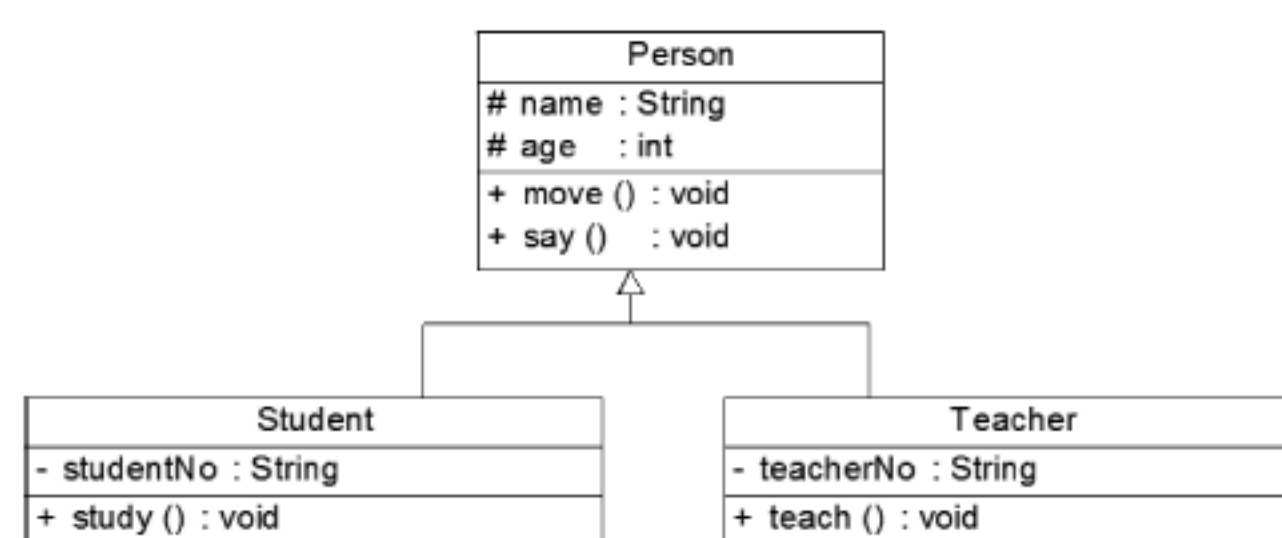 Person
# name : String
# age : int
+ move () : void
+ say () : void
Student
- studentNo : String
+ study () : void
Teacher
- teacherNo : String
+ teach () : void